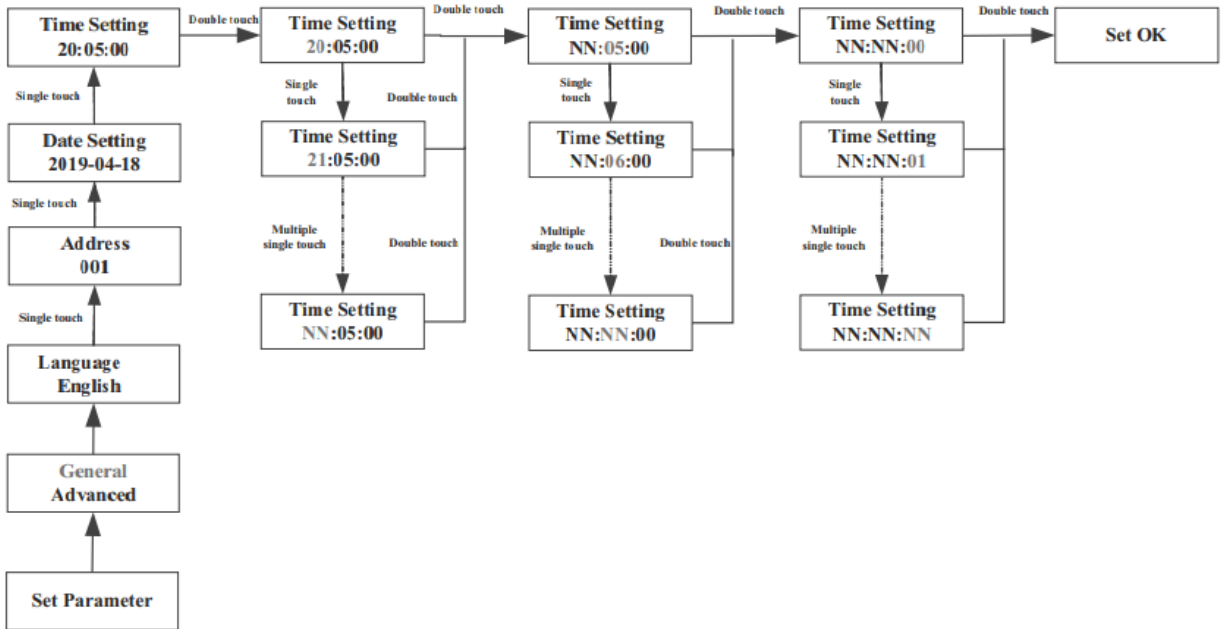 Time Setting
20:05:00
Double touch
Time Setting
20:05:00
Double touch
Time Setting
NN:05:00
Double touch
Time Setting
NN:NN:00
Double touch
Set OK
Single touch
Single
touch
Double touch
Single
touch
Single
touch
Date Setting
2019-04-18
Time Setting
21:05:00
Time Setting
NN:06:00
Time Setting
NN:NN:01
Single touch
Address
001
Multiple
single touch
Double touch
Multiple
single touch
Double touch
Multiple
single touch
Single touch
Time Setting
NN:05:00
Time Setting
NN:NN:00
Time Setting
NN:NN:NN
Language
English
General
Advanced
Set Parameter